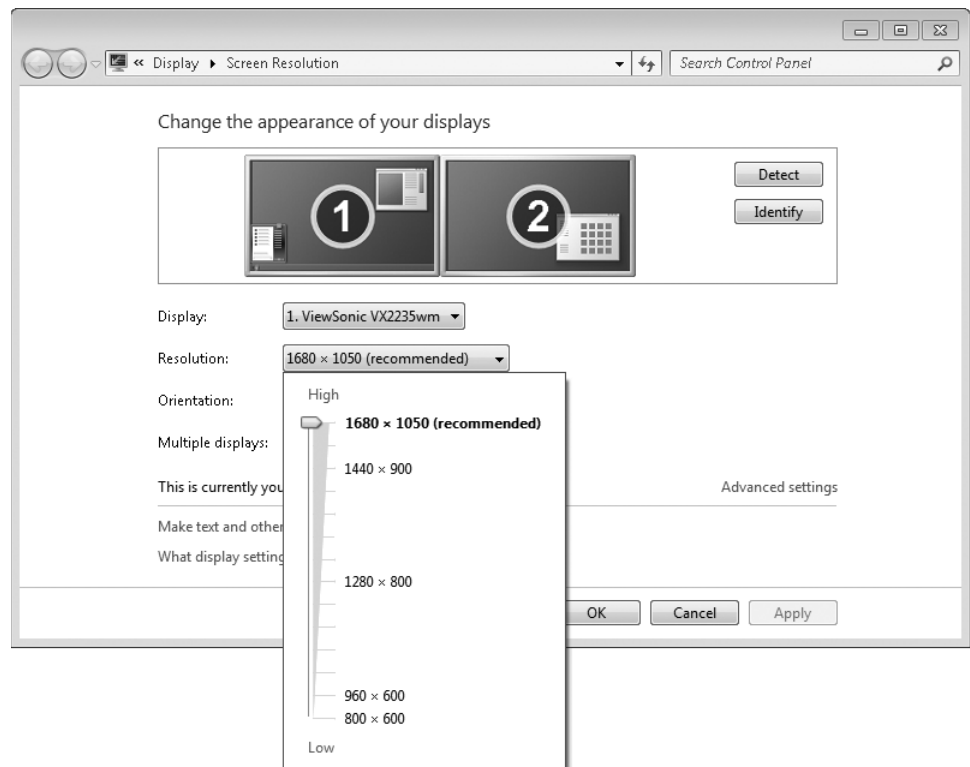 « Display ▸ Screen Resolution
Search Control Panel
Change the appearance of your displays
1
2
Detect
Identify
Display:
1. ViewSonic VX2235wm
Resolution:
1680 × 1050 (recommended)
Orientation:
Multiple displays:
This is currently you
Advanced settings
Make text and other
What display setting
High
1680 × 1050 (recommended)
1440 × 900
1280 × 800
960 × 600
800 × 600
Low
OK
Cancel
Apply